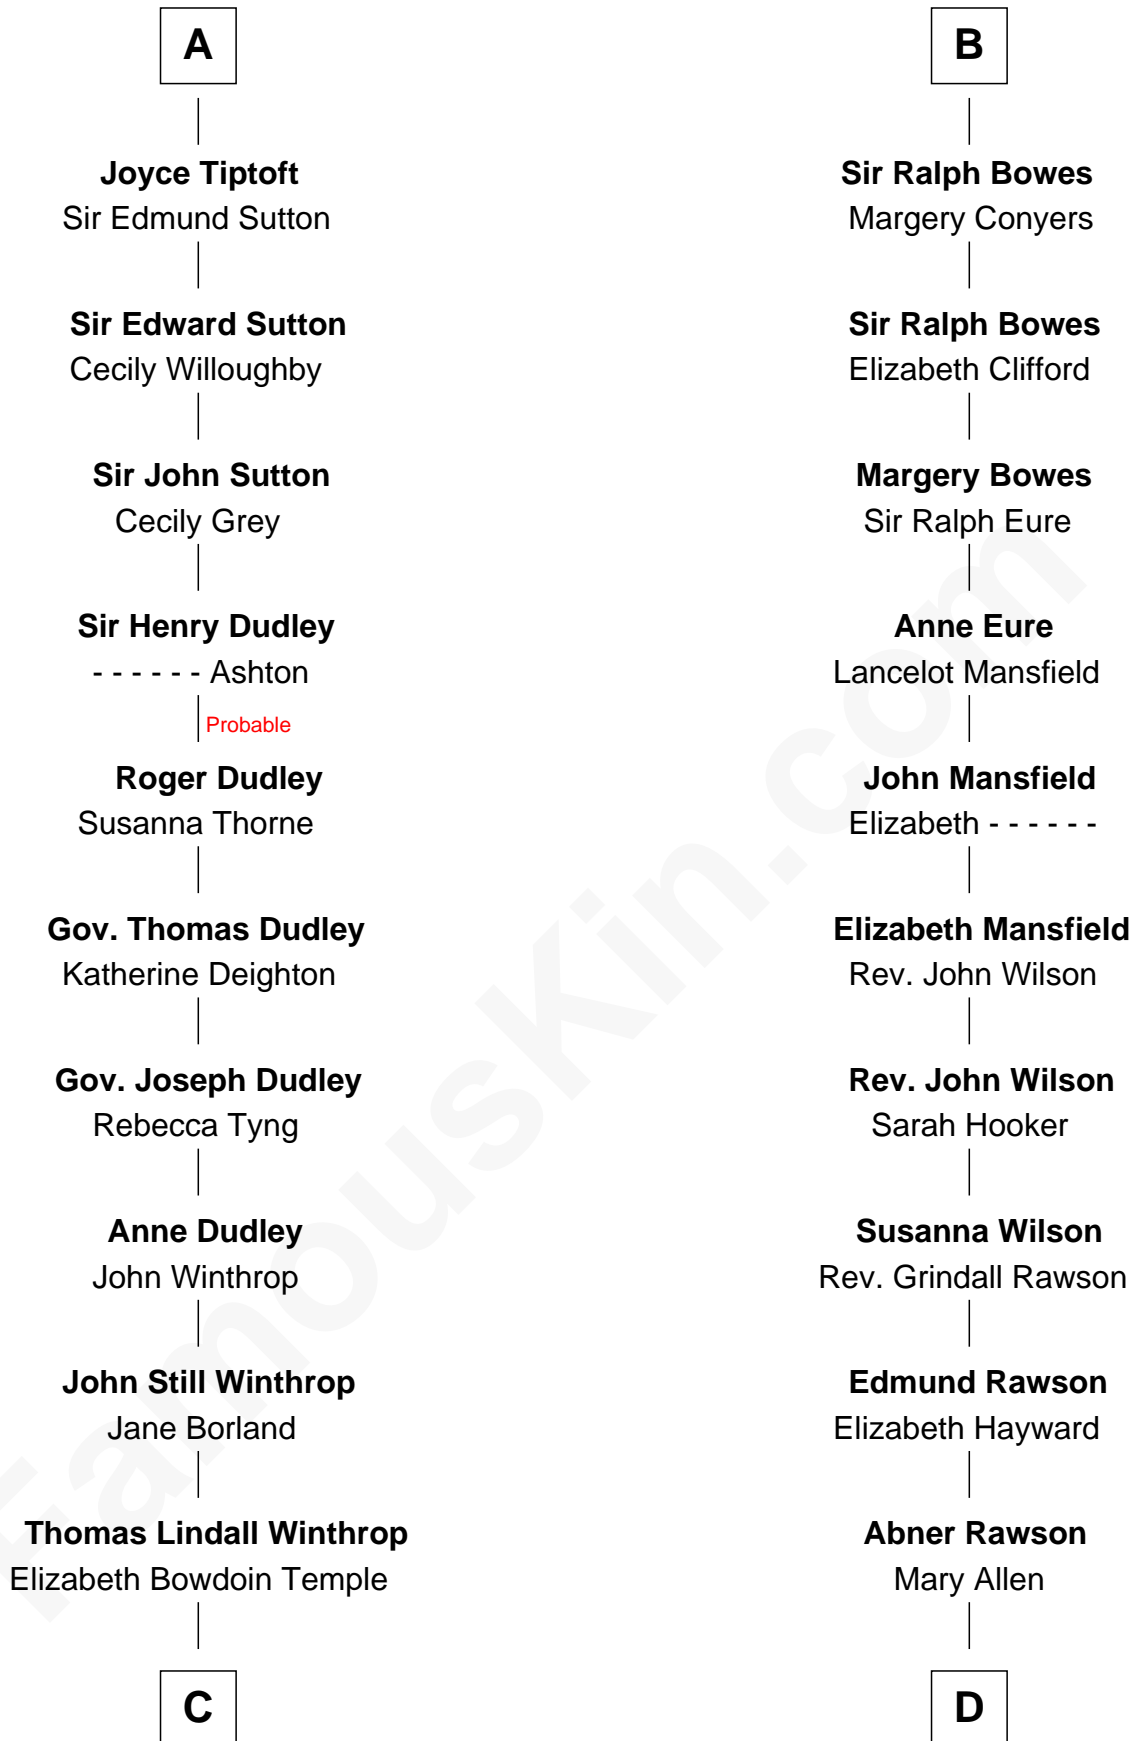 A
Joyce Tiptoft
Sir Edmund Sutton
Sir Edward Sutton
Cecily Willoughby
Sir John Sutton
Cecily Grey
Sir Henry Dudley
- - - - - - Ashton
Probable
Roger Dudley
Susanna Thorne
Gov. Thomas Dudley
Katherine Deighton
Gov. Joseph Dudley
Rebecca Tyng
Anne Dudley
John Winthrop
John Still Winthrop
Jane Borland
Thomas Lindall Winthrop
Elizabeth Bowdoin Temple
C
B
Sir Ralph Bowes
Margery Conyers
Sir Ralph Bowes
Elizabeth Clifford
Margery Bowes
Sir Ralph Eure
Anne Eure
Lancelot Mansfield
John Mansfield
Elizabeth - - - - - -
Elizabeth Mansfield
Rev. John Wilson
Rev. John Wilson
Sarah Hooker
Susanna Wilson
Rev. Grindall Rawson
Edmund Rawson
Elizabeth Hayward
Abner Rawson
Mary Allen
D
FamousKin.com